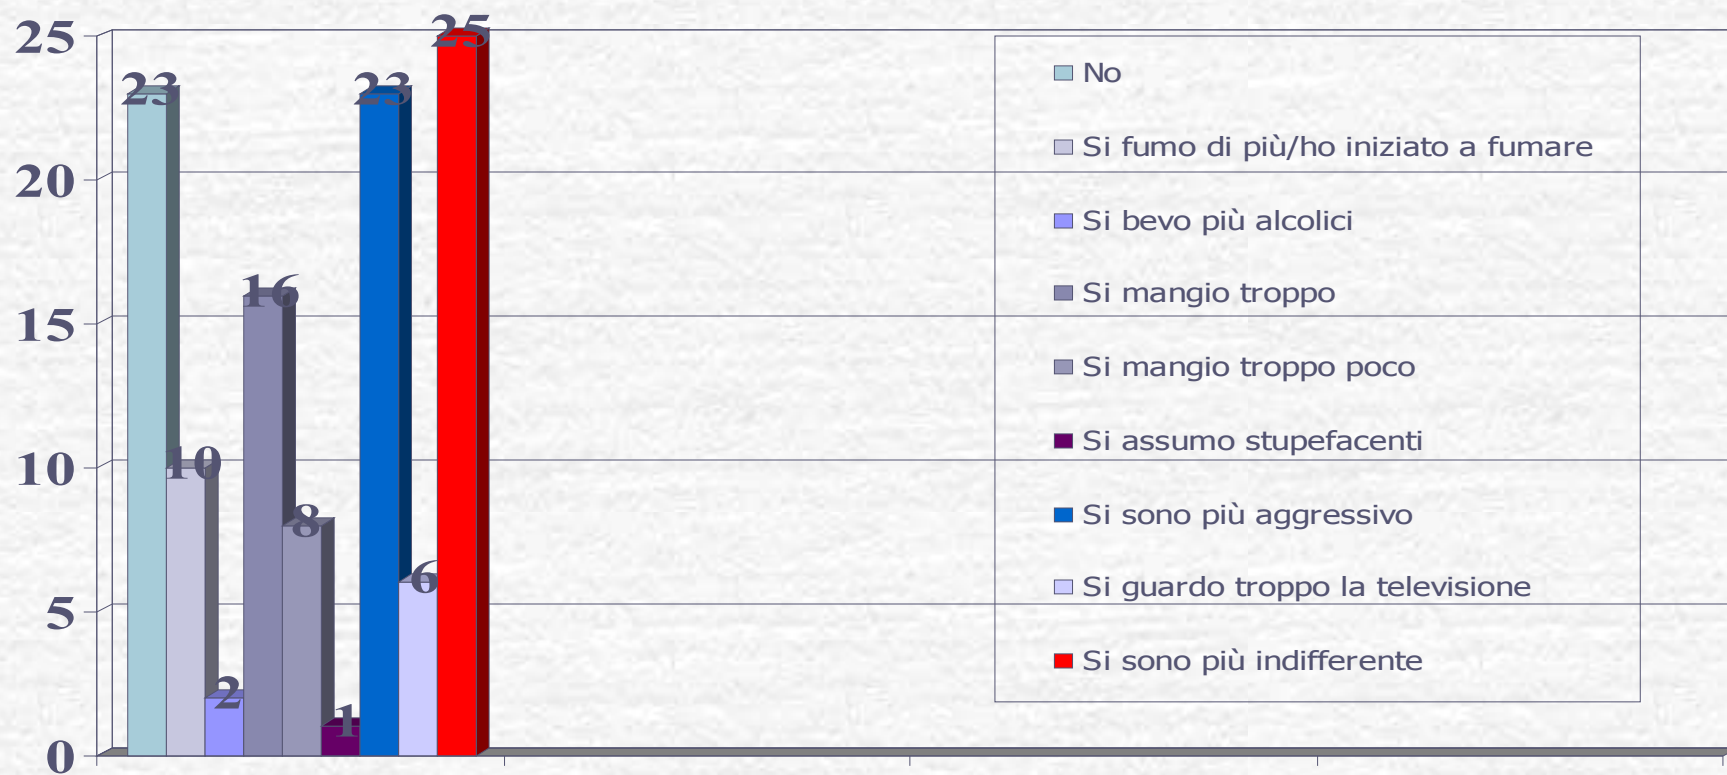 25
20
15
10
5
0
23
10
2
16
8
1
23
6
25
No
Si fumo di più/ho iniziato a fumare
Si bevo più alcolici
Si mangio troppo
Si mangio troppo poco
Si assumo stupefacenti
Si sono più aggressivo
Si guardo troppo la televisione
Si sono più indifferente